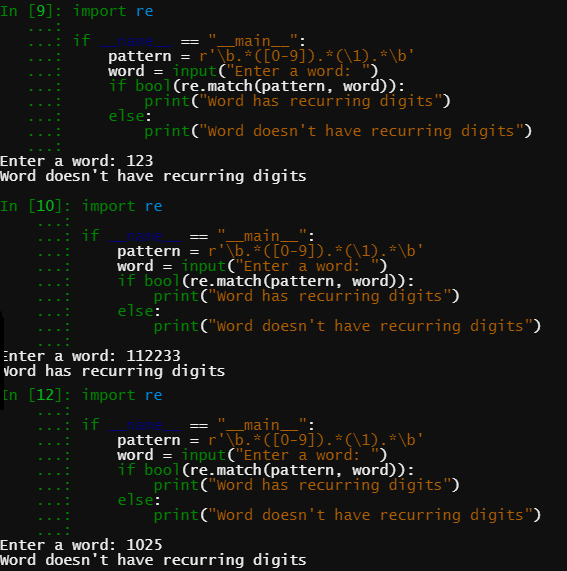 In [9]: import re
   ...:
   ...: if __name__ == "__main__":
   ...:     pattern = r'\b.*([0-9]).*(\1).*\b'
   ...:     word = input("Enter a word: ")
   ...:     if bool(re.match(pattern, word)):
   ...:         print("Word has recurring digits")
   ...:     else:
   ...:         print("Word doesn't have recurring digits")
   ...:
Enter a word: 123
Word doesn't have recurring digits
In [10]: import re
    ...:
    ...: if __name__ == "__main__":
    ...:     pattern = r'\b.*([0-9]).*(\1).*\b'
    ...:     word = input("Enter a word: ")
    ...:     if bool(re.match(pattern, word)):
    ...:         print("Word has recurring digits")
    ...:     else:
    ...:         print("Word doesn't have recurring digits")
    ...:
Enter a word: 112233
Word has recurring digits
In [12]: import re
    ...:
    ...: if __name__ == "__main__":
    ...:     pattern = r'\b.*([0-9]).*(\1).*\b'
    ...:     word = input("Enter a word: ")
    ...:     if bool(re.match(pattern, word)):
    ...:         print("Word has recurring digits")
    ...:     else:
    ...:         print("Word doesn't have recurring digits")
    ...:
Enter a word: 1025
Word doesn't have recurring digits